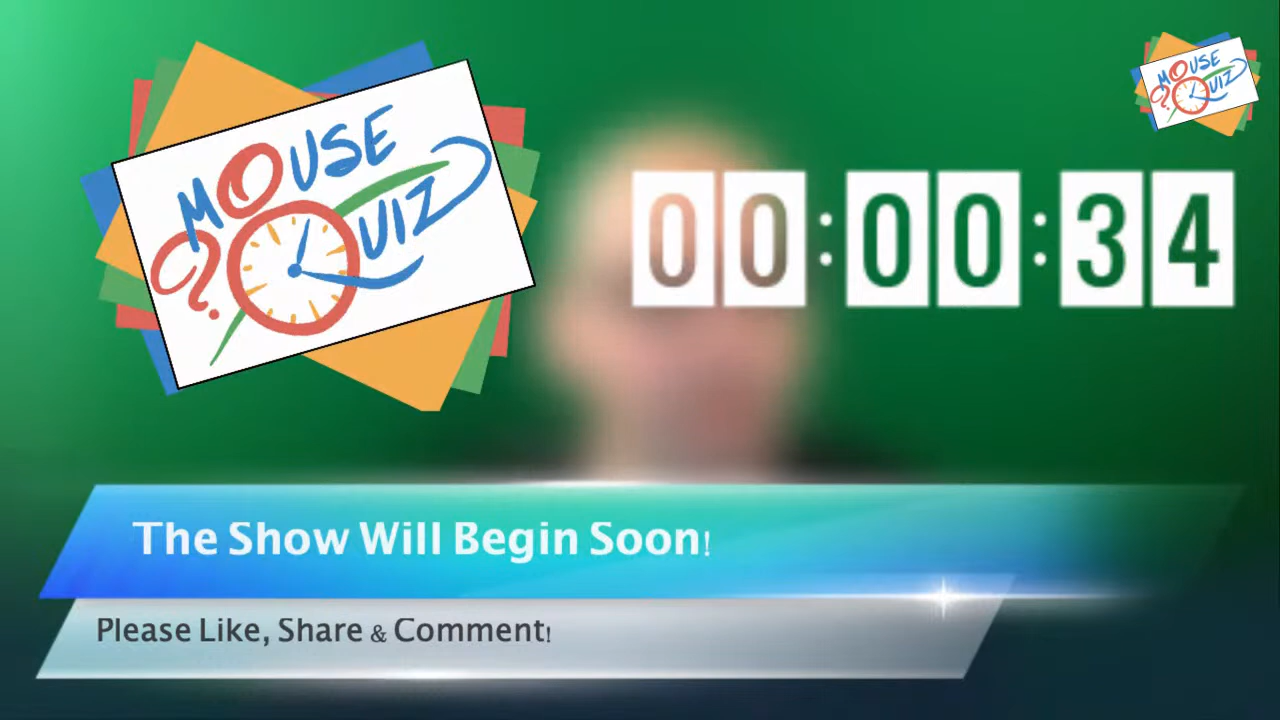 MOUSE
QUIZ
?
MOUSE
QUIZ
?
00:00:34
The Show Will Begin Soon!
Please Like, Share & Comment!